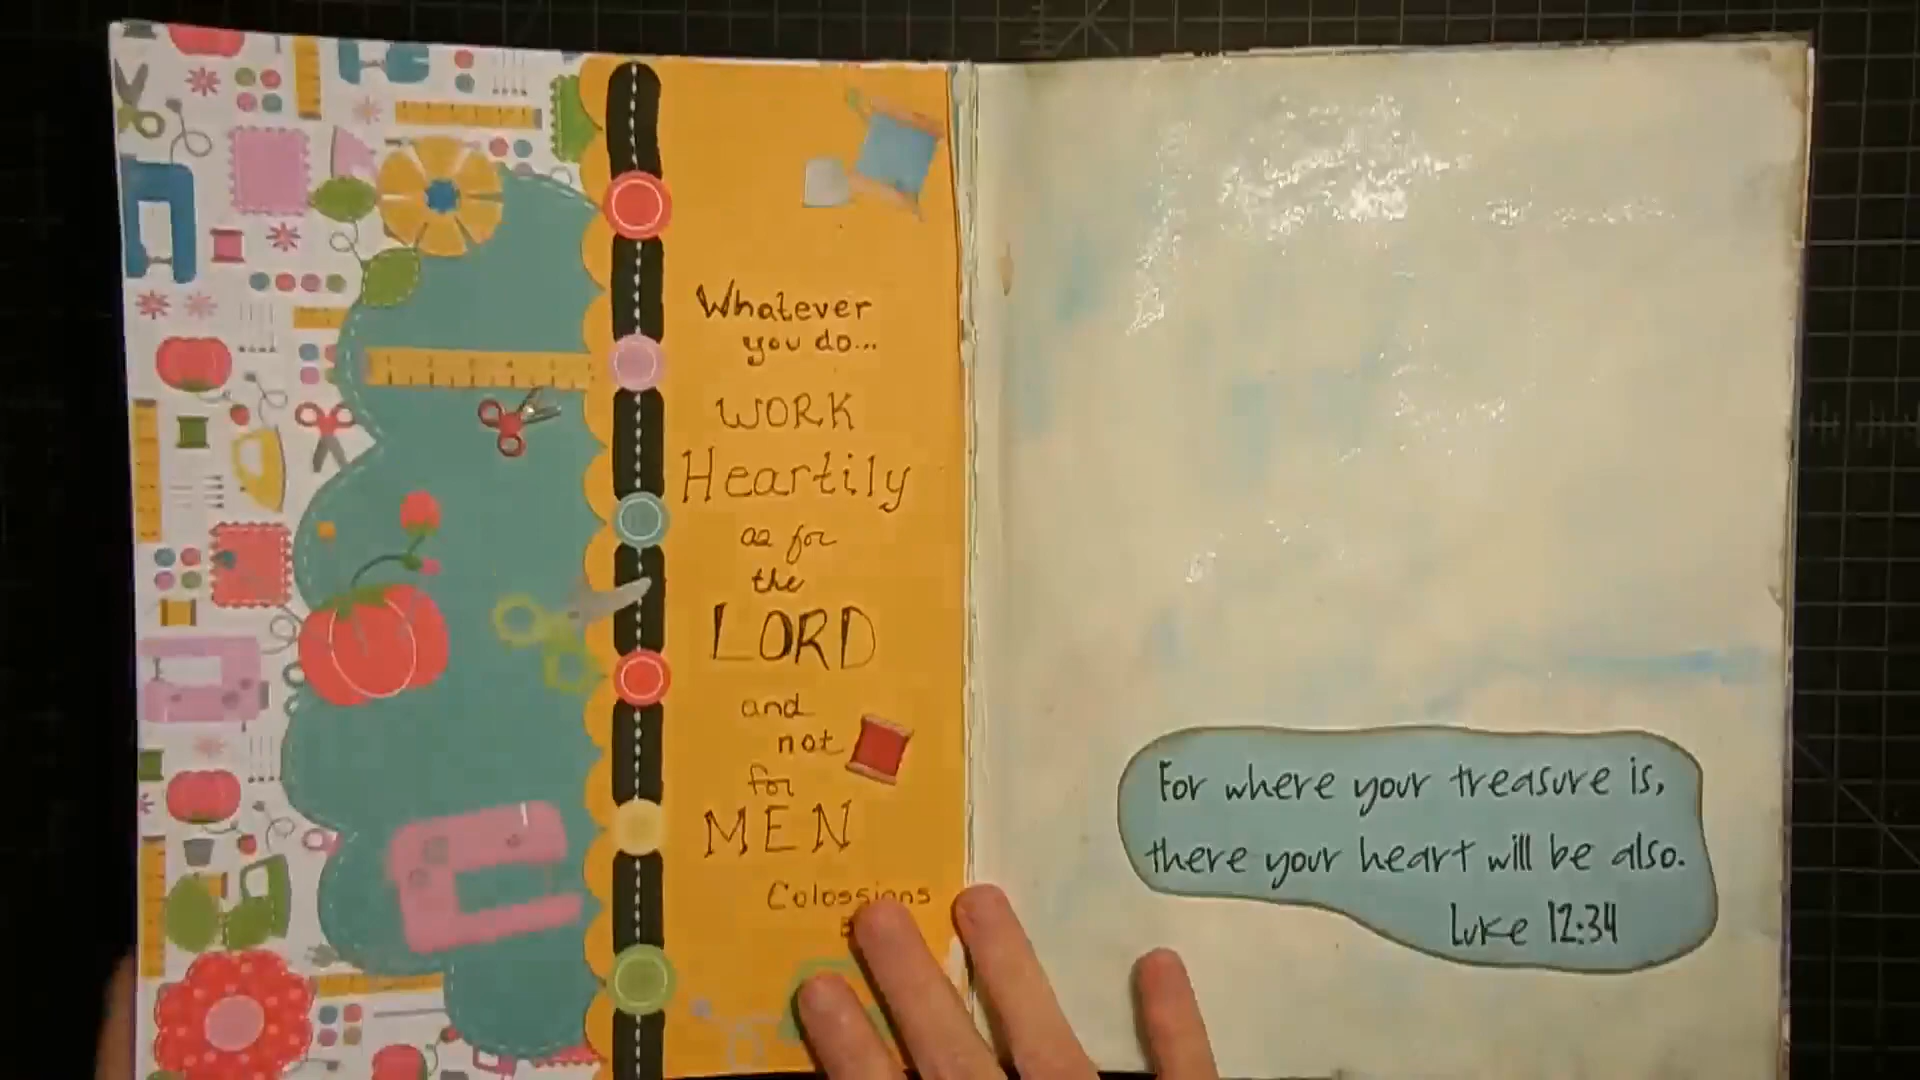 Whatever
you do...
WORK
Heartily
as for
the
LORD
and
not
for
MEN
Colossians
For where your treasure is,
there your heart will be also.
Luke 12:34